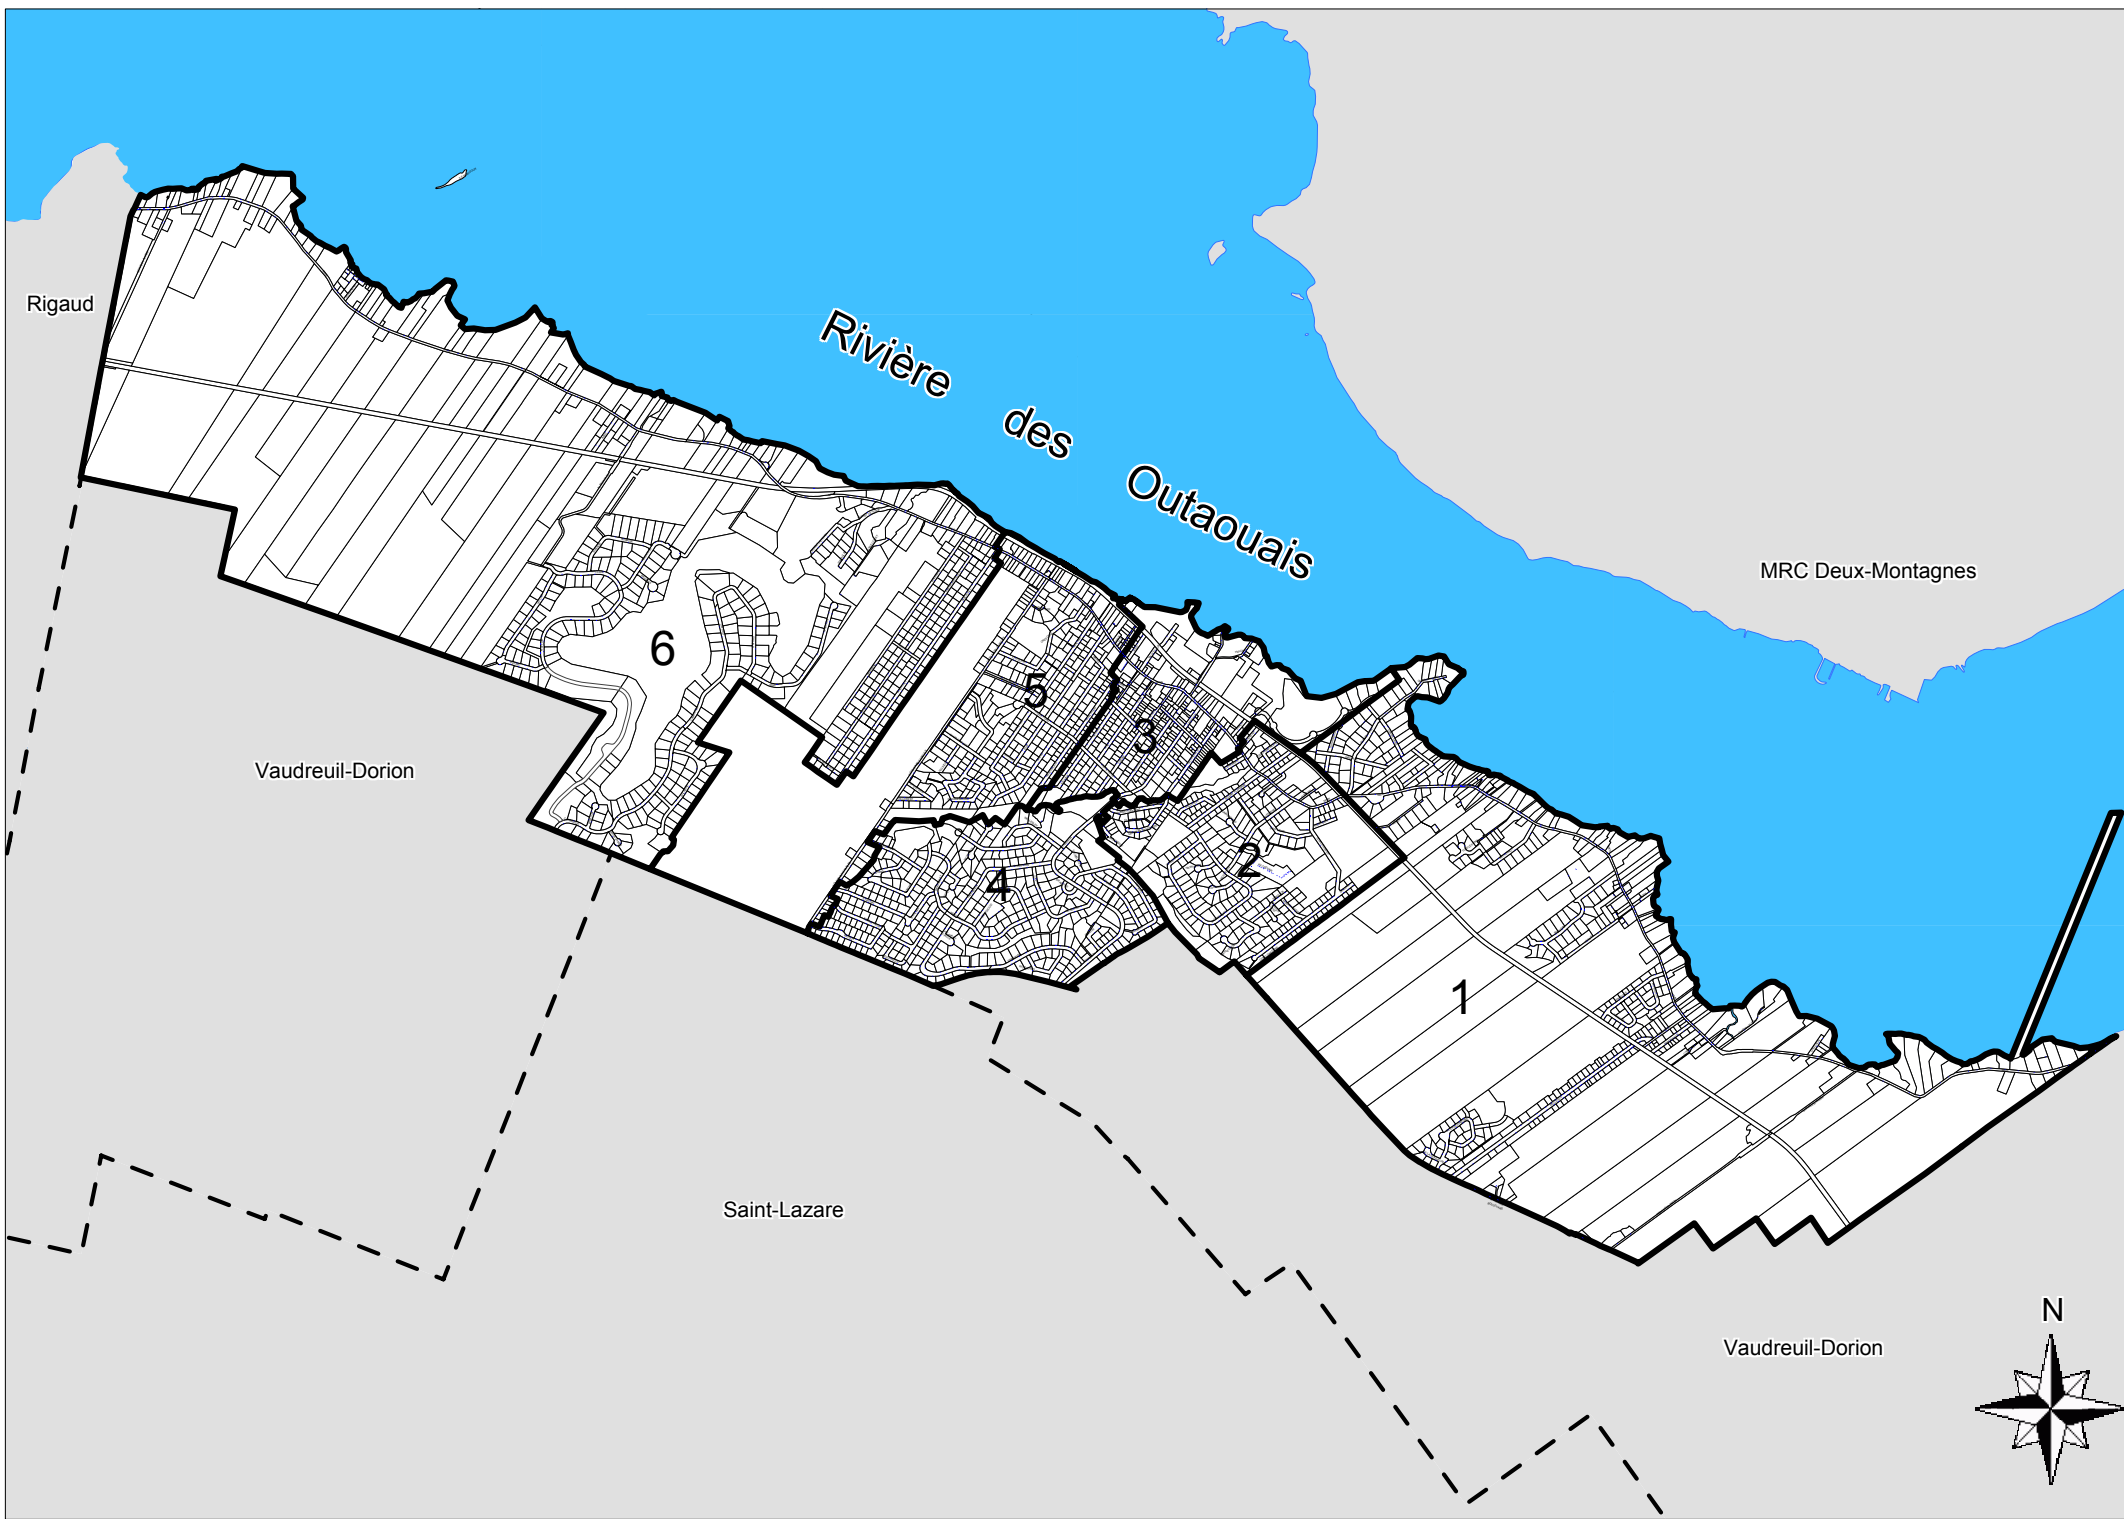 Rigaud
Rivière des Outaouais
MRC Deux-Montagnes
6
5
3
Vaudreuil-Dorion
2
4
1
Saint-Lazare
N
Vaudreuil-Dorion